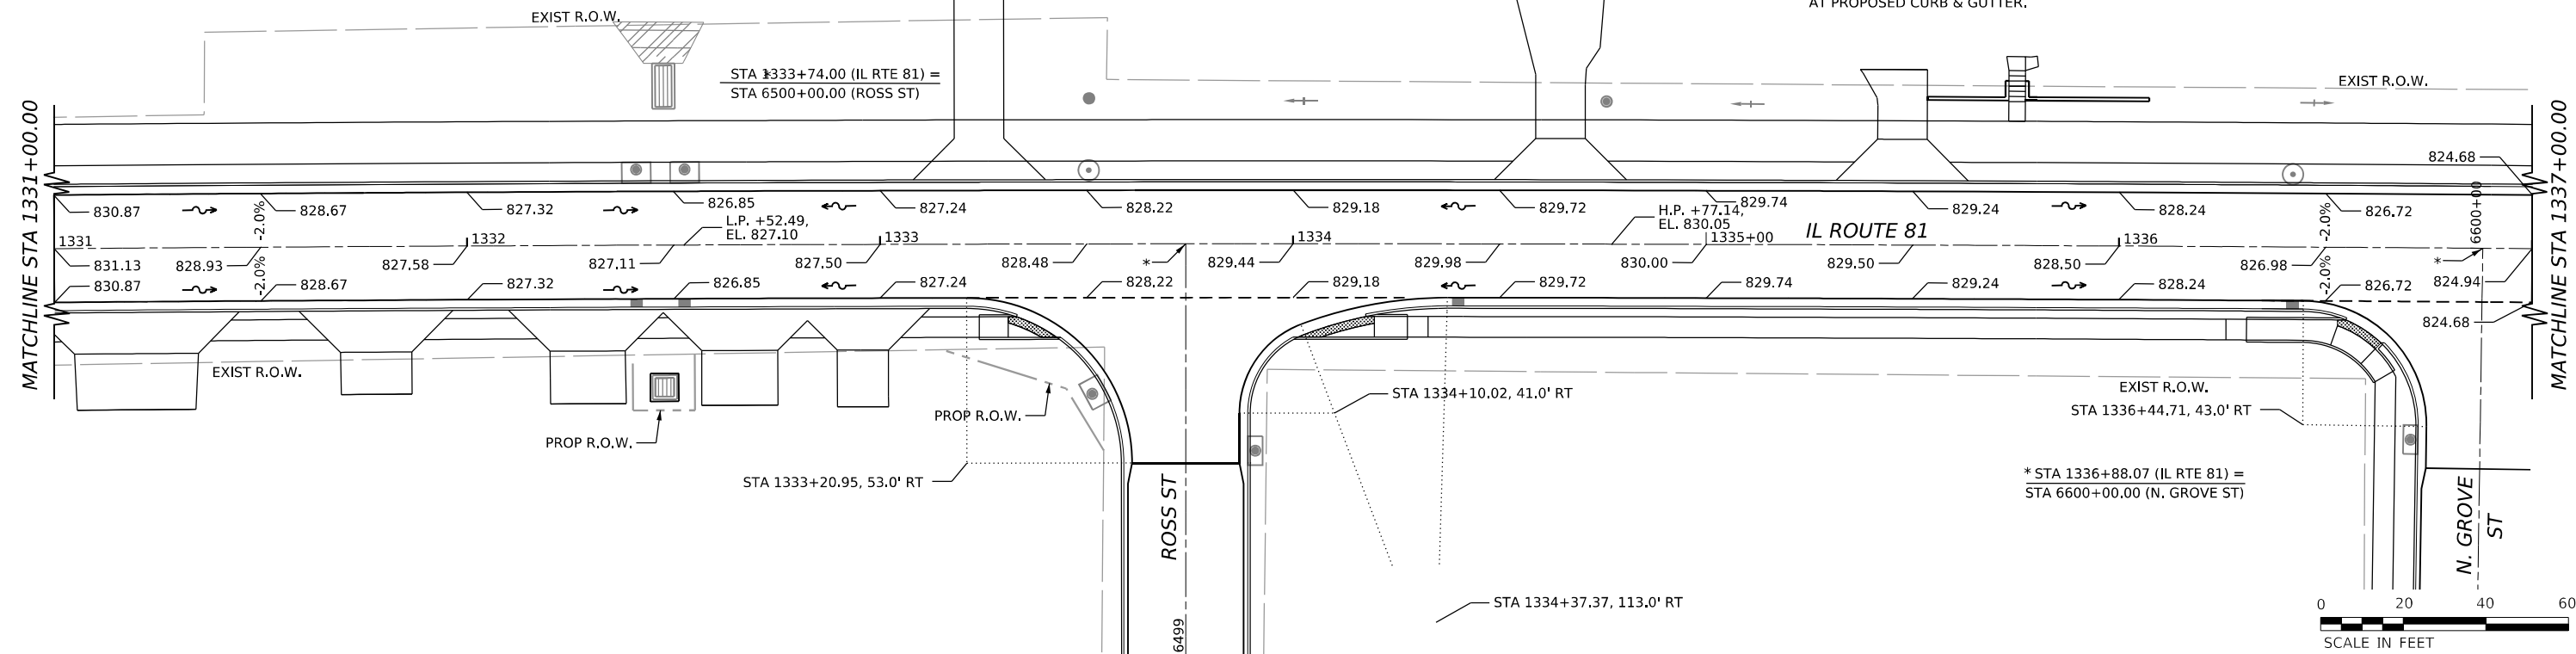 AT PROPOSED CURB & GUTTER.
EXIST R.O.W.
STA 1333+74.00 (IL RTE 81) =
STA 6500+00.00 (ROSS ST)
*
EXIST R.O.W.
MATCHLINE STA 1331+00.00
MATCHLINE STA 1337+00.00
824.68
830.87
-2.0%
828.67
827.32
826.85
827.24
828.22
829.18
829.72
829.74
829.24
828.24
-2.0%
826.72
6600+00
L.P. +52.49,
EL. 827.10
H.P. +77.14,
EL. 830.05
1331
1332
1333
1334
1335+00
IL ROUTE 81
1336
831.13
828.93
827.58
827.11
827.50
828.48
*
829.44
829.98
830.00
829.50
828.50
826.98
*
824.94
830.87
-2.0%
828.67
827.32
826.85
827.24
828.22
829.18
829.72
829.74
829.24
828.24
-2.0%
826.72
824.68
EXIST R.O.W.
PROP R.O.W.
PROP R.O.W.
STA 1334+10.02, 41.0' RT
EXIST R.O.W.
STA 1336+44.71, 43.0' RT
STA 1333+20.95, 53.0' RT
* STA 1336+88.07 (IL RTE 81) =
STA 6600+00.00 (N. GROVE ST)
ROSS ST
N. GROVE
ST
STA 1334+37.37, 113.0' RT
6499
0 20 40 60
SCALE IN FEET